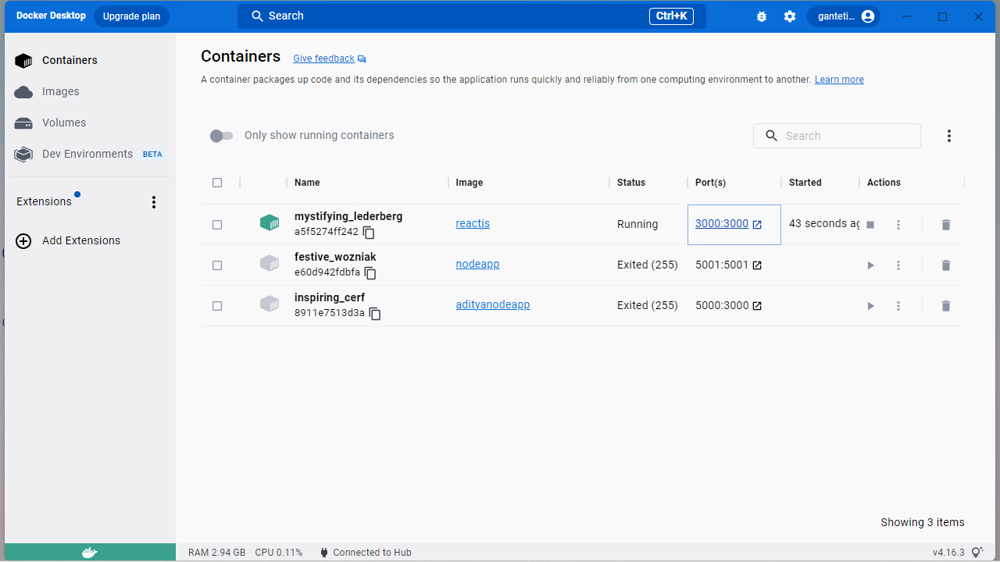 Docker Desktop Upgrade plan Search Ctrl+K ganteti...
Containers
Images
Volumes
Dev Environments BETA
Extensions
Add Extensions
Containers Give feedback
A container packages up code and its dependencies so the application runs quickly and reliably from one computing environment to another. Learn more
Only show running containers Search
Name Image Status Port(s) Started Actions
mystifying_lederberg
a5f5274ff242 reactjs Running 3000:3000 43 seconds ag
festive_wozniak
e60d942fdbfa nodeapp Exited (255) 5001:5001
inspiring_cerf
8911e7513d3a adityanodeapp Exited (255) 5000:3000
Showing 3 items
RAM 2.94 GB CPU 0.11% Connected to Hub v4.16.3